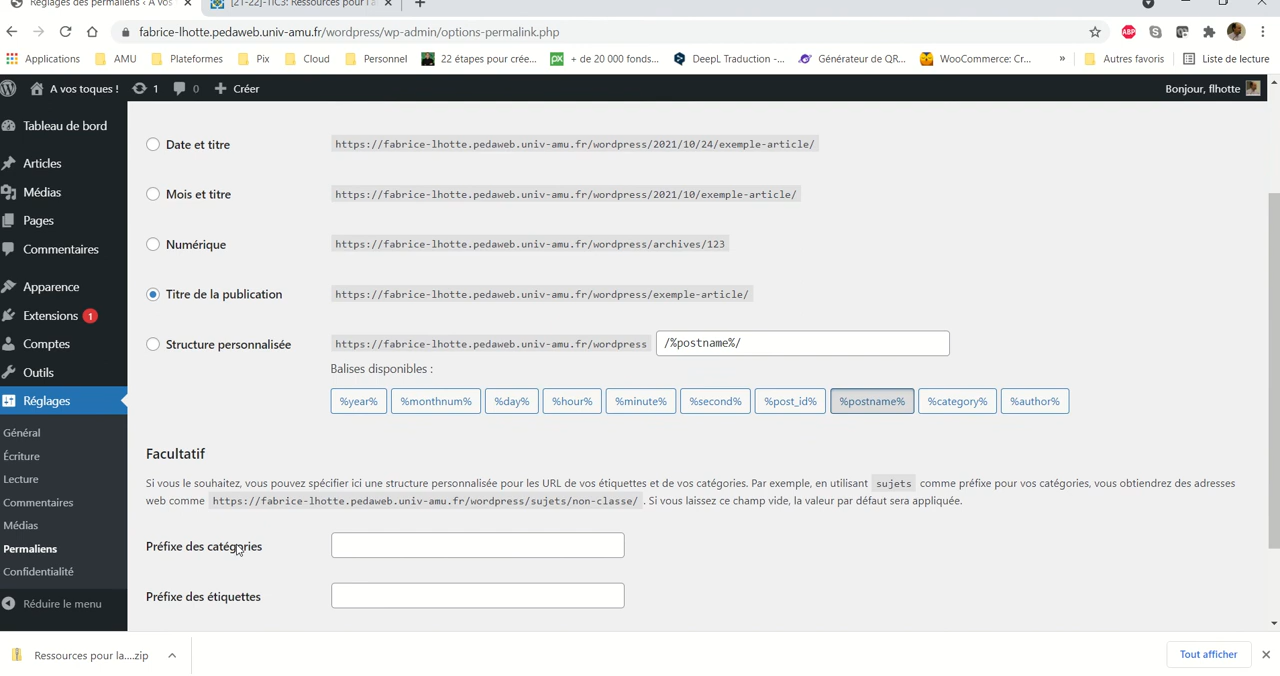 Réglages des permaliens ‹ A vos t
[21-22]-TIC3: Ressources pour l'a
fabrice-lhotte.pedaweb.univ-amu.fr/wordpress/wp-admin/options-permalink.php
Applications AMU Plateformes Pix Cloud Personnel 22 étapes pour crée... + de 20 000 fonds... DeepL Traduction -... Générateur de QR... WooCommerce: Cr... » Autres favoris Liste de lecture
A vos toques ! 1 0 Créer Bonjour, flhotte
Tableau de bord
Articles
Médias
Pages
Commentaires
Apparence
Extensions 1
Comptes
Outils
Réglages
Général
Écriture
Lecture
Commentaires
Médias
Permaliens
Confidentialité
Réduire le menu
Date et titre https://fabrice-lhotte.pedaweb.univ-amu.fr/wordpress/2021/10/24/exemple-article/
Mois et titre https://fabrice-lhotte.pedaweb.univ-amu.fr/wordpress/2021/10/exemple-article/
Numérique https://fabrice-lhotte.pedaweb.univ-amu.fr/wordpress/archives/123
Titre de la publication https://fabrice-lhotte.pedaweb.univ-amu.fr/wordpress/exemple-article/
Structure personnalisée https://fabrice-lhotte.pedaweb.univ-amu.fr/wordpress /%postname%/
Balises disponibles :
%year% %monthnum% %day% %hour% %minute% %second% %post_id% %postname% %category% %author%
Facultatif
Si vous le souhaitez, vous pouvez spécifier ici une structure personnalisée pour les URL de vos étiquettes et de vos catégories. Par exemple, en utilisant sujets comme préfixe pour vos catégories, vous obtiendrez des adresses
web comme https://fabrice-lhotte.pedaweb.univ-amu.fr/wordpress/sujets/non-classe/ . Si vous laissez ce champ vide, la valeur par défaut sera appliquée.
Préfixe des catégories
Préfixe des étiquettes
Ressources pour la....zip
Tout afficher